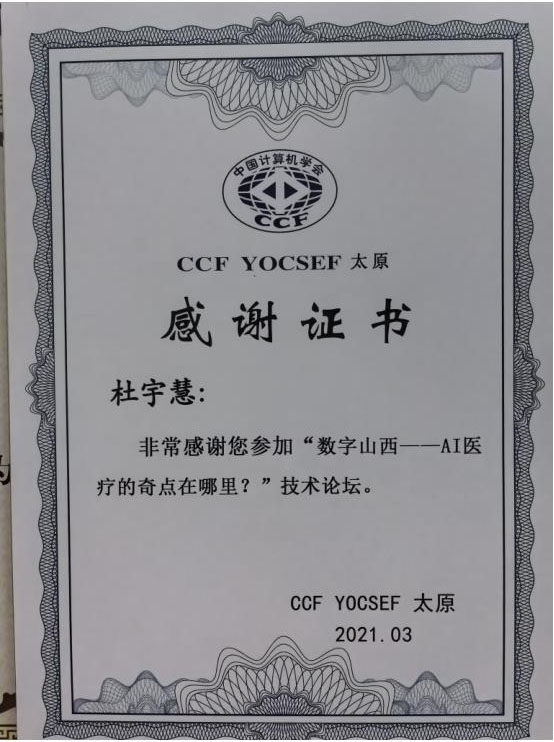 中国计算机学会
CCF
CCF YOCSEF 太原
感谢证书
杜宇慧:
非常感谢您参加“数字山西——AI医
疗的奇点在哪里？”技术论坛。
CCF YOCSEF 太原
2021.03